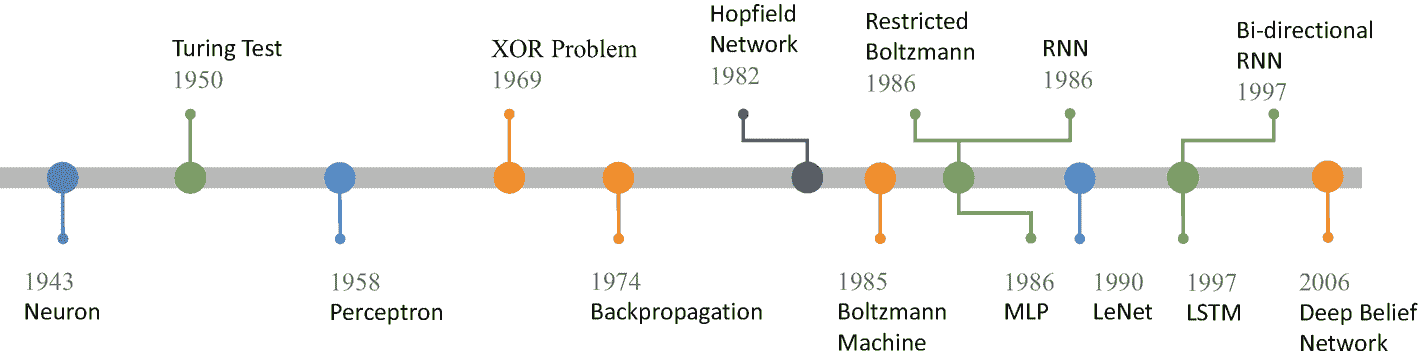 Turing Test
1950
XOR Problem
1969
Hopfield
Network
1982
Restricted
Boltzmann
1986
RNN
1986
Bi-directional
RNN
1997
1943
Neuron
1958
Perceptron
1974
Backpropagation
1985
Boltzmann
Machine
1986
MLP
1990
LeNet
1997
LSTM
2006
Deep Belief
Network